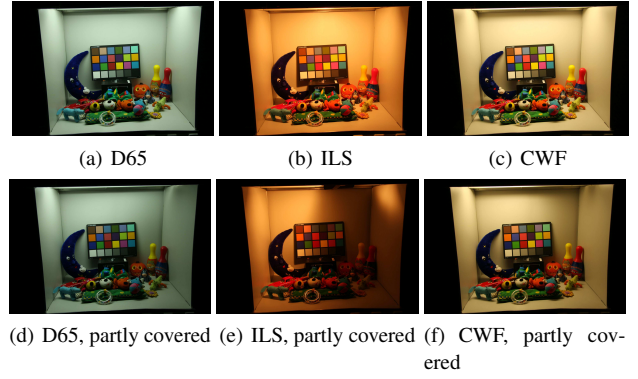 (a) D65
(b) ILS
(c) CWF
(d) D65, partly covered
(e) ILS, partly covered
(f) CWF, partly cov-
ered